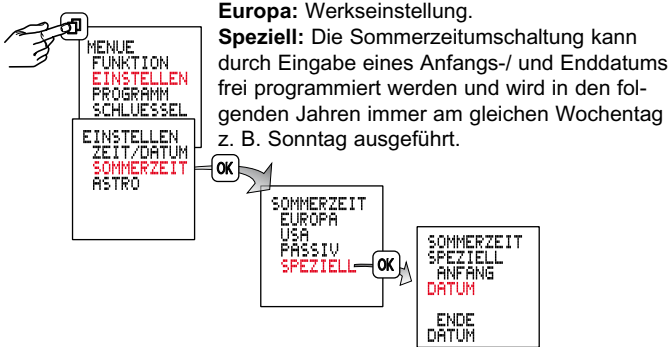 Europa: Werkseinstellung.
Speziell: Die Sommerzeitumschaltung kann
durch Eingabe eines Anfangs-/ und Enddatums
frei programmiert werden und wird in den fol-
genden Jahren immer am gleichen Wochentag
z. B. Sonntag ausgeführt.
MENUE
FUNKTION
EINSTELLEN
PROGRAMM
SCHLUESSEL
EINSTELLEN
ZEIT/DATUM
SOMMERZEIT
ASTRO
OK
SOMMERZEIT
EUROPA
USA
PASSIV
SPEZIELL
OK
SOMMERZEIT
SPEZIELL
ANFANG
DATUM
ENDE
DATUM